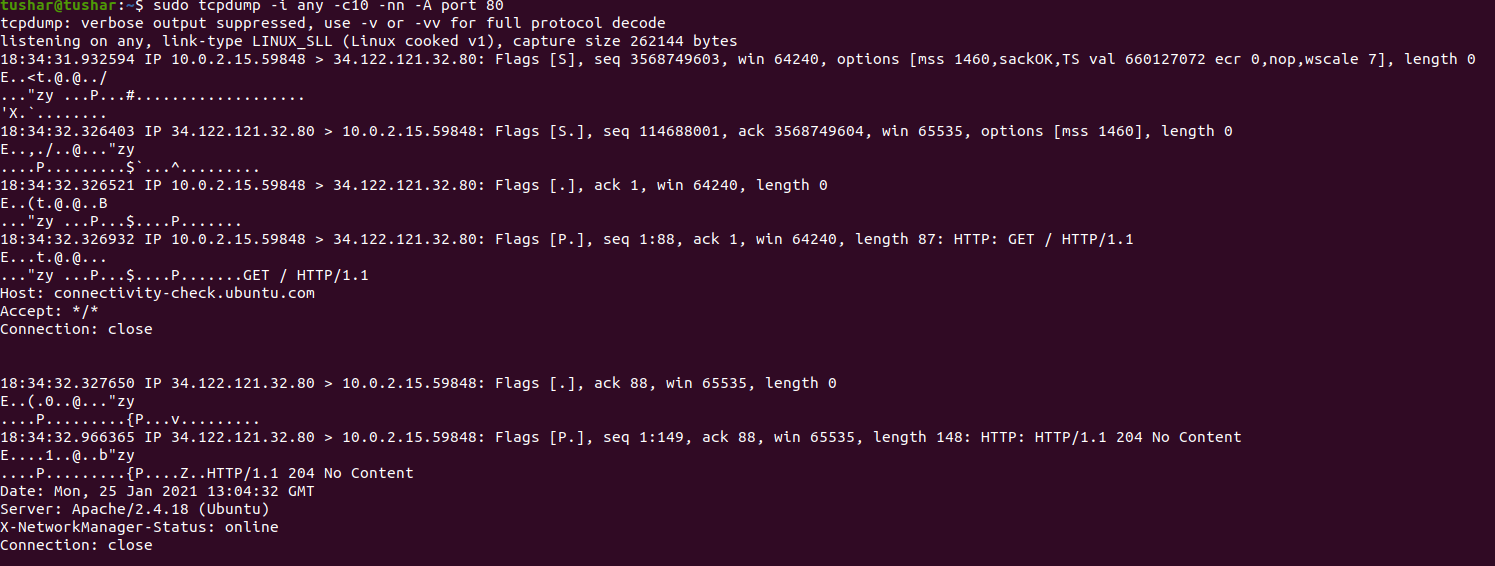 tushar@tushar:~$ sudo tcpdump -i any -c10 -nn -A port 80
tcpdump: verbose output suppressed, use -v or -vv for full protocol decode
listening on any, link-type LINUX_SLL (Linux cooked v1), capture size 262144 bytes
18:34:31.932594 IP 10.0.2.15.59848 > 34.122.121.32.80: Flags [S], seq 3568749603, win 64240, options [mss 1460,sackOK,TS val 660127072 ecr 0,nop,wscale 7], length 0
E..<t.@.@../
..."zy ...P...#...................
'X.`........
18:34:32.326403 IP 34.122.121.32.80 > 10.0.2.15.59848: Flags [S.], seq 114688001, ack 3568749604, win 65535, options [mss 1460], length 0
E..,./..@..."zy
....P.........$`...^.........
18:34:32.326521 IP 10.0.2.15.59848 > 34.122.121.32.80: Flags [.], ack 1, win 64240, length 0
E..(t.@.@..B
..."zy ...P...$....P.......
18:34:32.326932 IP 10.0.2.15.59848 > 34.122.121.32.80: Flags [P.], seq 1:88, ack 1, win 64240, length 87: HTTP: GET / HTTP/1.1
E...t.@.@...
..."zy ...P...$....P.......GET / HTTP/1.1
Host: connectivity-check.ubuntu.com
Accept: */*
Connection: close
18:34:32.327650 IP 34.122.121.32.80 > 10.0.2.15.59848: Flags [.], ack 88, win 65535, length 0
E..(.0..@..."zy
....P.........{P...v.........
18:34:32.966365 IP 34.122.121.32.80 > 10.0.2.15.59848: Flags [P.], seq 1:149, ack 88, win 65535, length 148: HTTP: HTTP/1.1 204 No Content
E....1..@..b"zy
....P.........{P....Z..HTTP/1.1 204 No Content
Date: Mon, 25 Jan 2021 13:04:32 GMT
Server: Apache/2.4.18 (Ubuntu)
X-NetworkManager-Status: online
Connection: close